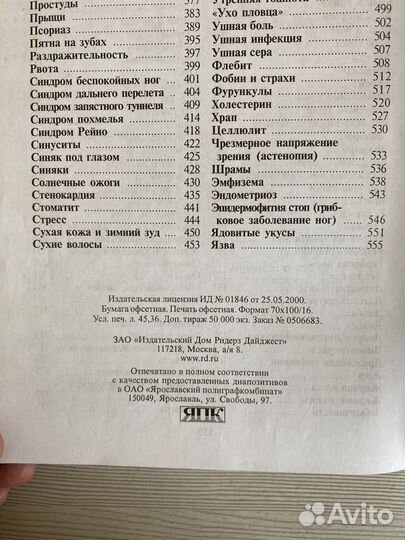 Простуды 377
Прыщи 383
Псориаз 389
Пятна на зубах 395
Раздражительность 397
Рвота 399
Синдром беспокойных ног 401
Синдром дальнего перелета 404
Синдром запястного туннеля 409
Синдром похмелья 414
Синдром Рейно 418
Синуситы 422
Синяк под глазом 425
Синяки 428
Солнечные ожоги 430
Стенокардия 435
Стоматит 441
Стресс 444
Сухая кожа и зимний зуд 450
Сухие волосы 453
«Ухо пловца» 499
Ушная боль 502
Ушная инфекция 504
Ушная сера 507
Флебит 508
Фобии и страхи 512
Фурункулы 517
Холестерин 520
Храп 527
Целлюлит 530
Чрезмерное напряжение
зрения (астенопия) 533
Шрамы 536
Эмфизема 538
Эндометриоз 543
Эпидермофития стоп (гриб-
ковое заболевание ног) 546
Ядовитые укусы 551
Язва 555
Издательская лицензия ИД № 01846 от 25.05.2000.
Бумага офсетная. Печать офсетная. Формат 70х100/16.
Усл. печ. л. 45,36. Доп. тираж 50 000 экз. Заказ № 0506683.
ЗАО «Издательский Дом Ридерз Дайджест»
117218, Москва, а/я 8.
www.rd.ru
Отпечатано в полном соответствии
с качеством предоставленных диапозитивов
в ОАО «Ярославский полиграфкомбинат»
150049, Ярославль, ул. Свободы, 97.
ЯПК
Avito